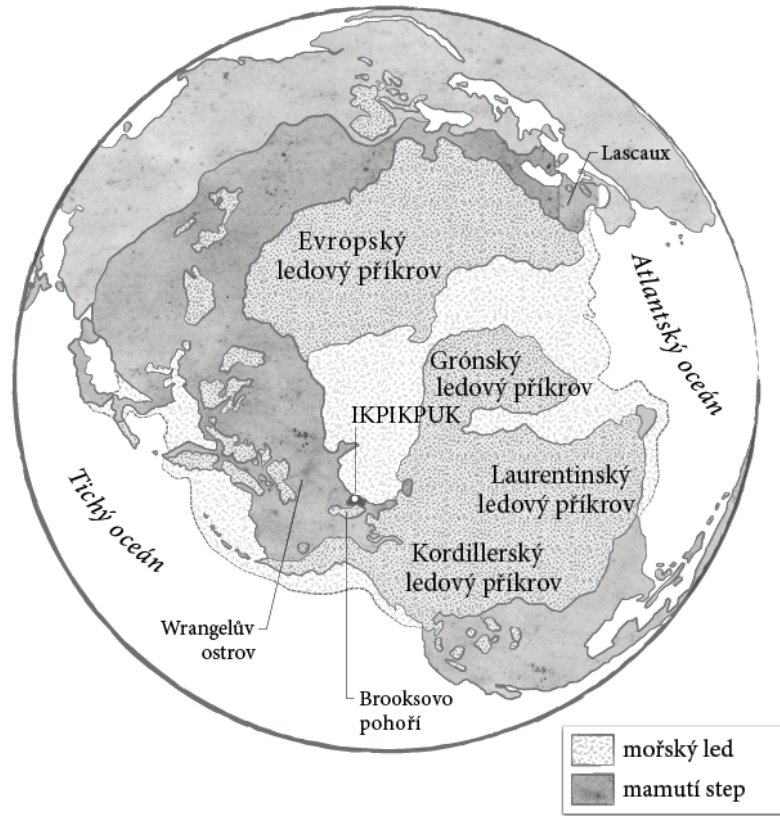 Lascaux
Evropský
ledový příkrov
Atlantský oceán
Grónský
ledový příkrov
IKPIKPUK
Laurentinský
ledový příkrov
Tichý oceán
Kordillerský
ledový příkrov
Wrangelův
ostrov
Brooksovo
pohoří
mořský led
mamutí step